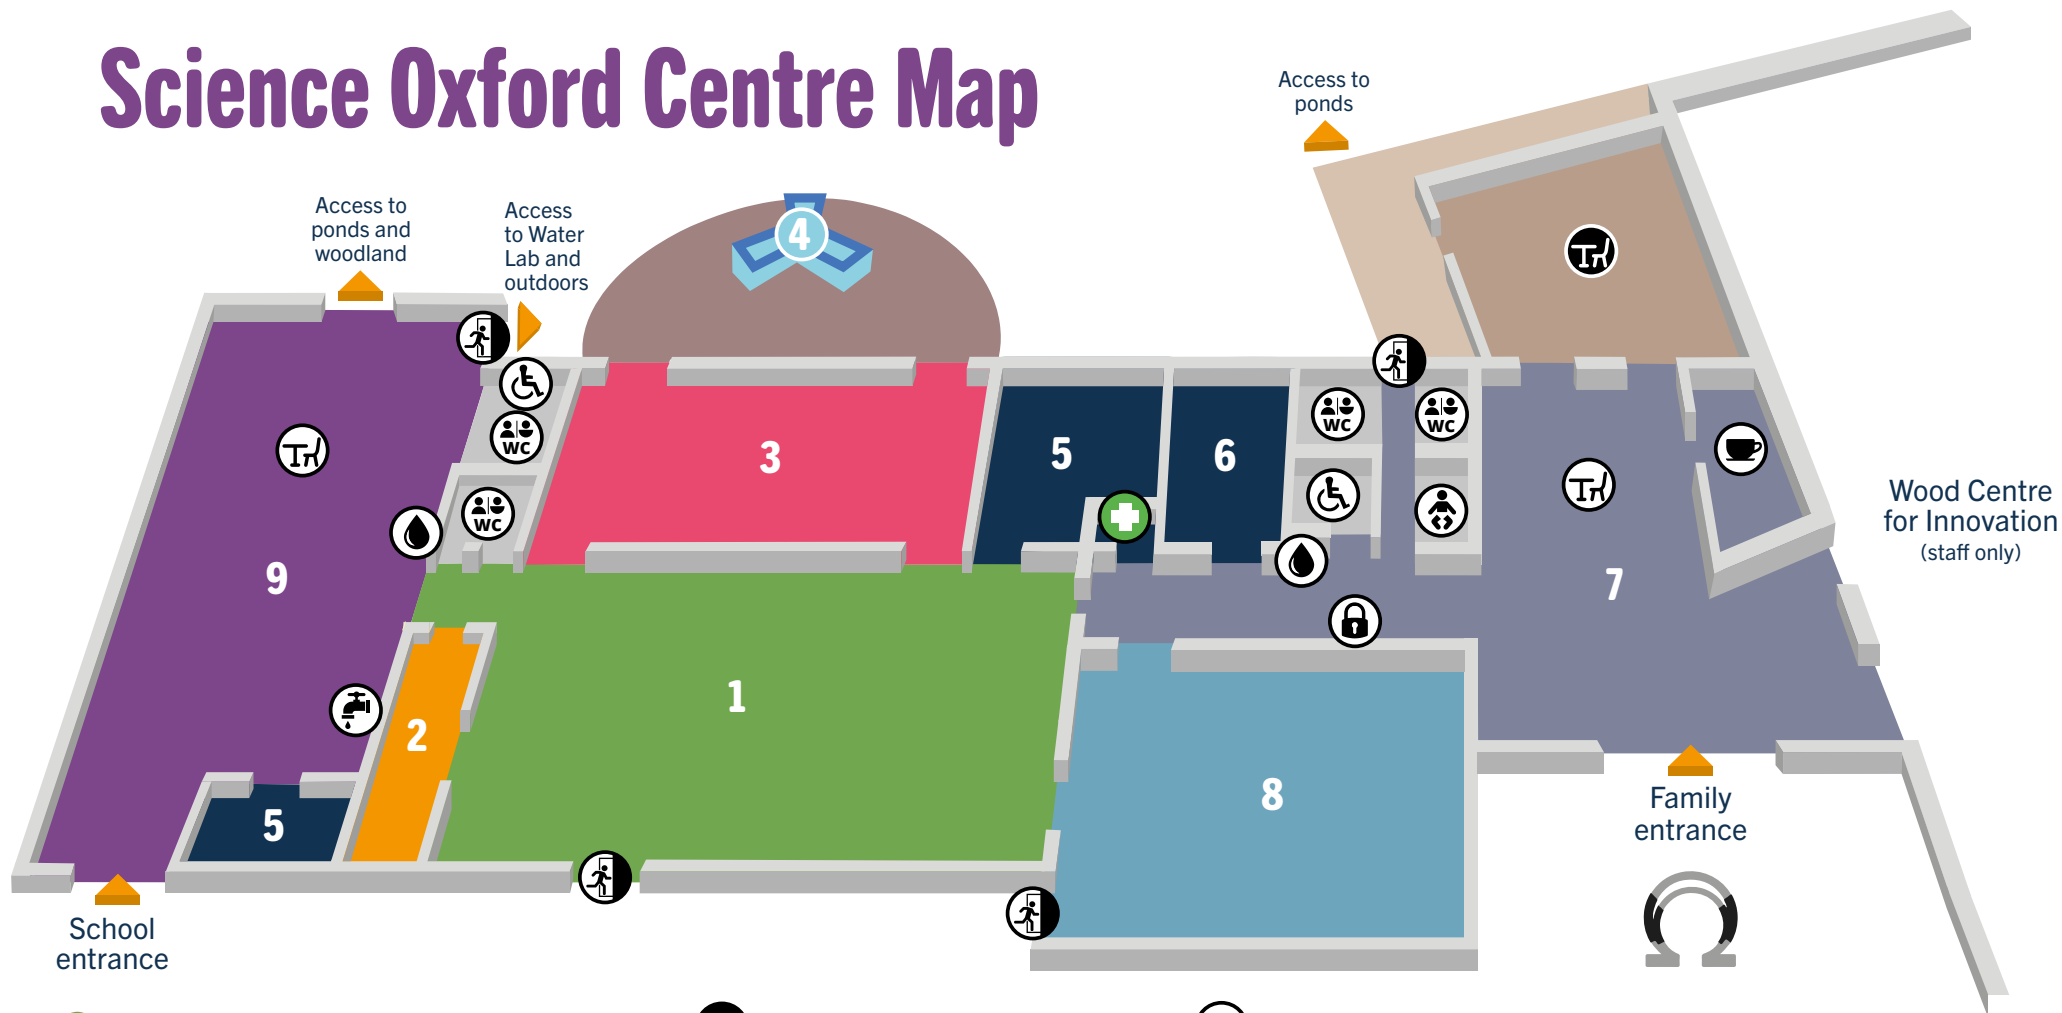 Science Oxford Centre Map
Access to
ponds
Access to
ponds and
woodland
Access
to Water
Lab and
outdoors
4
WC
WC
WC
WC
3
5
6
Wood Centre
for Innovation
(staff only)
9
7
1
2
8
5
Family
entrance
School
entrance